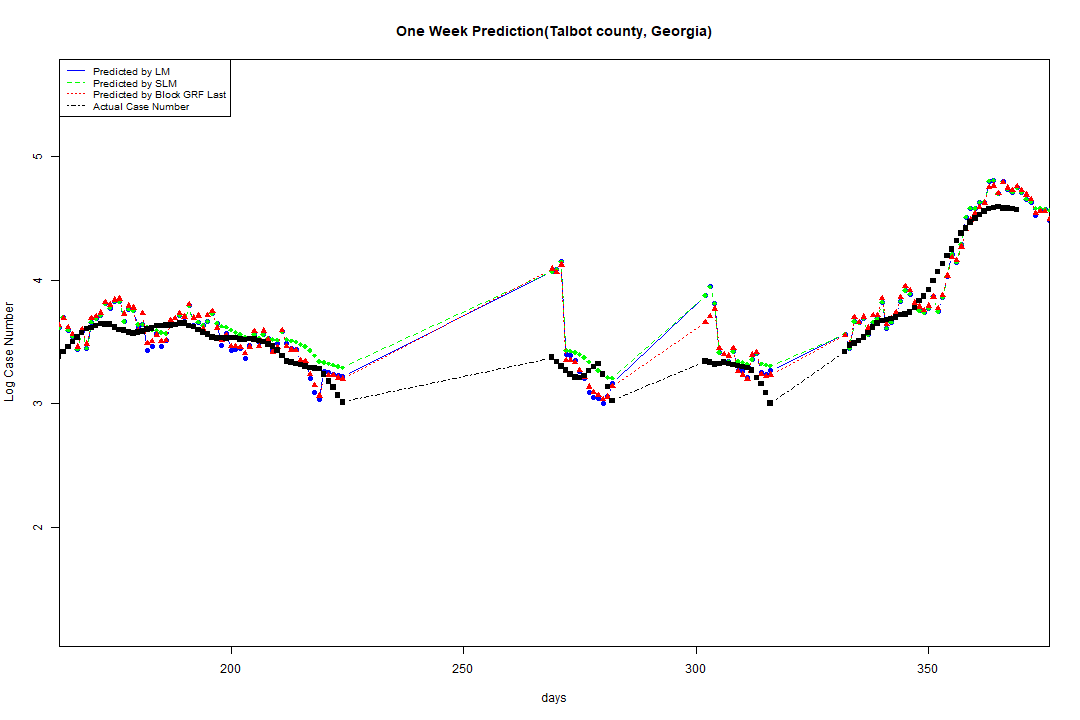 One Week Prediction(Talbot county, Georgia)
Predicted by LM
Predicted by SLM
Predicted by Block GRF Last
Actual Case Number
5
4
3
2
Log Case Number
200 250 300 350
days